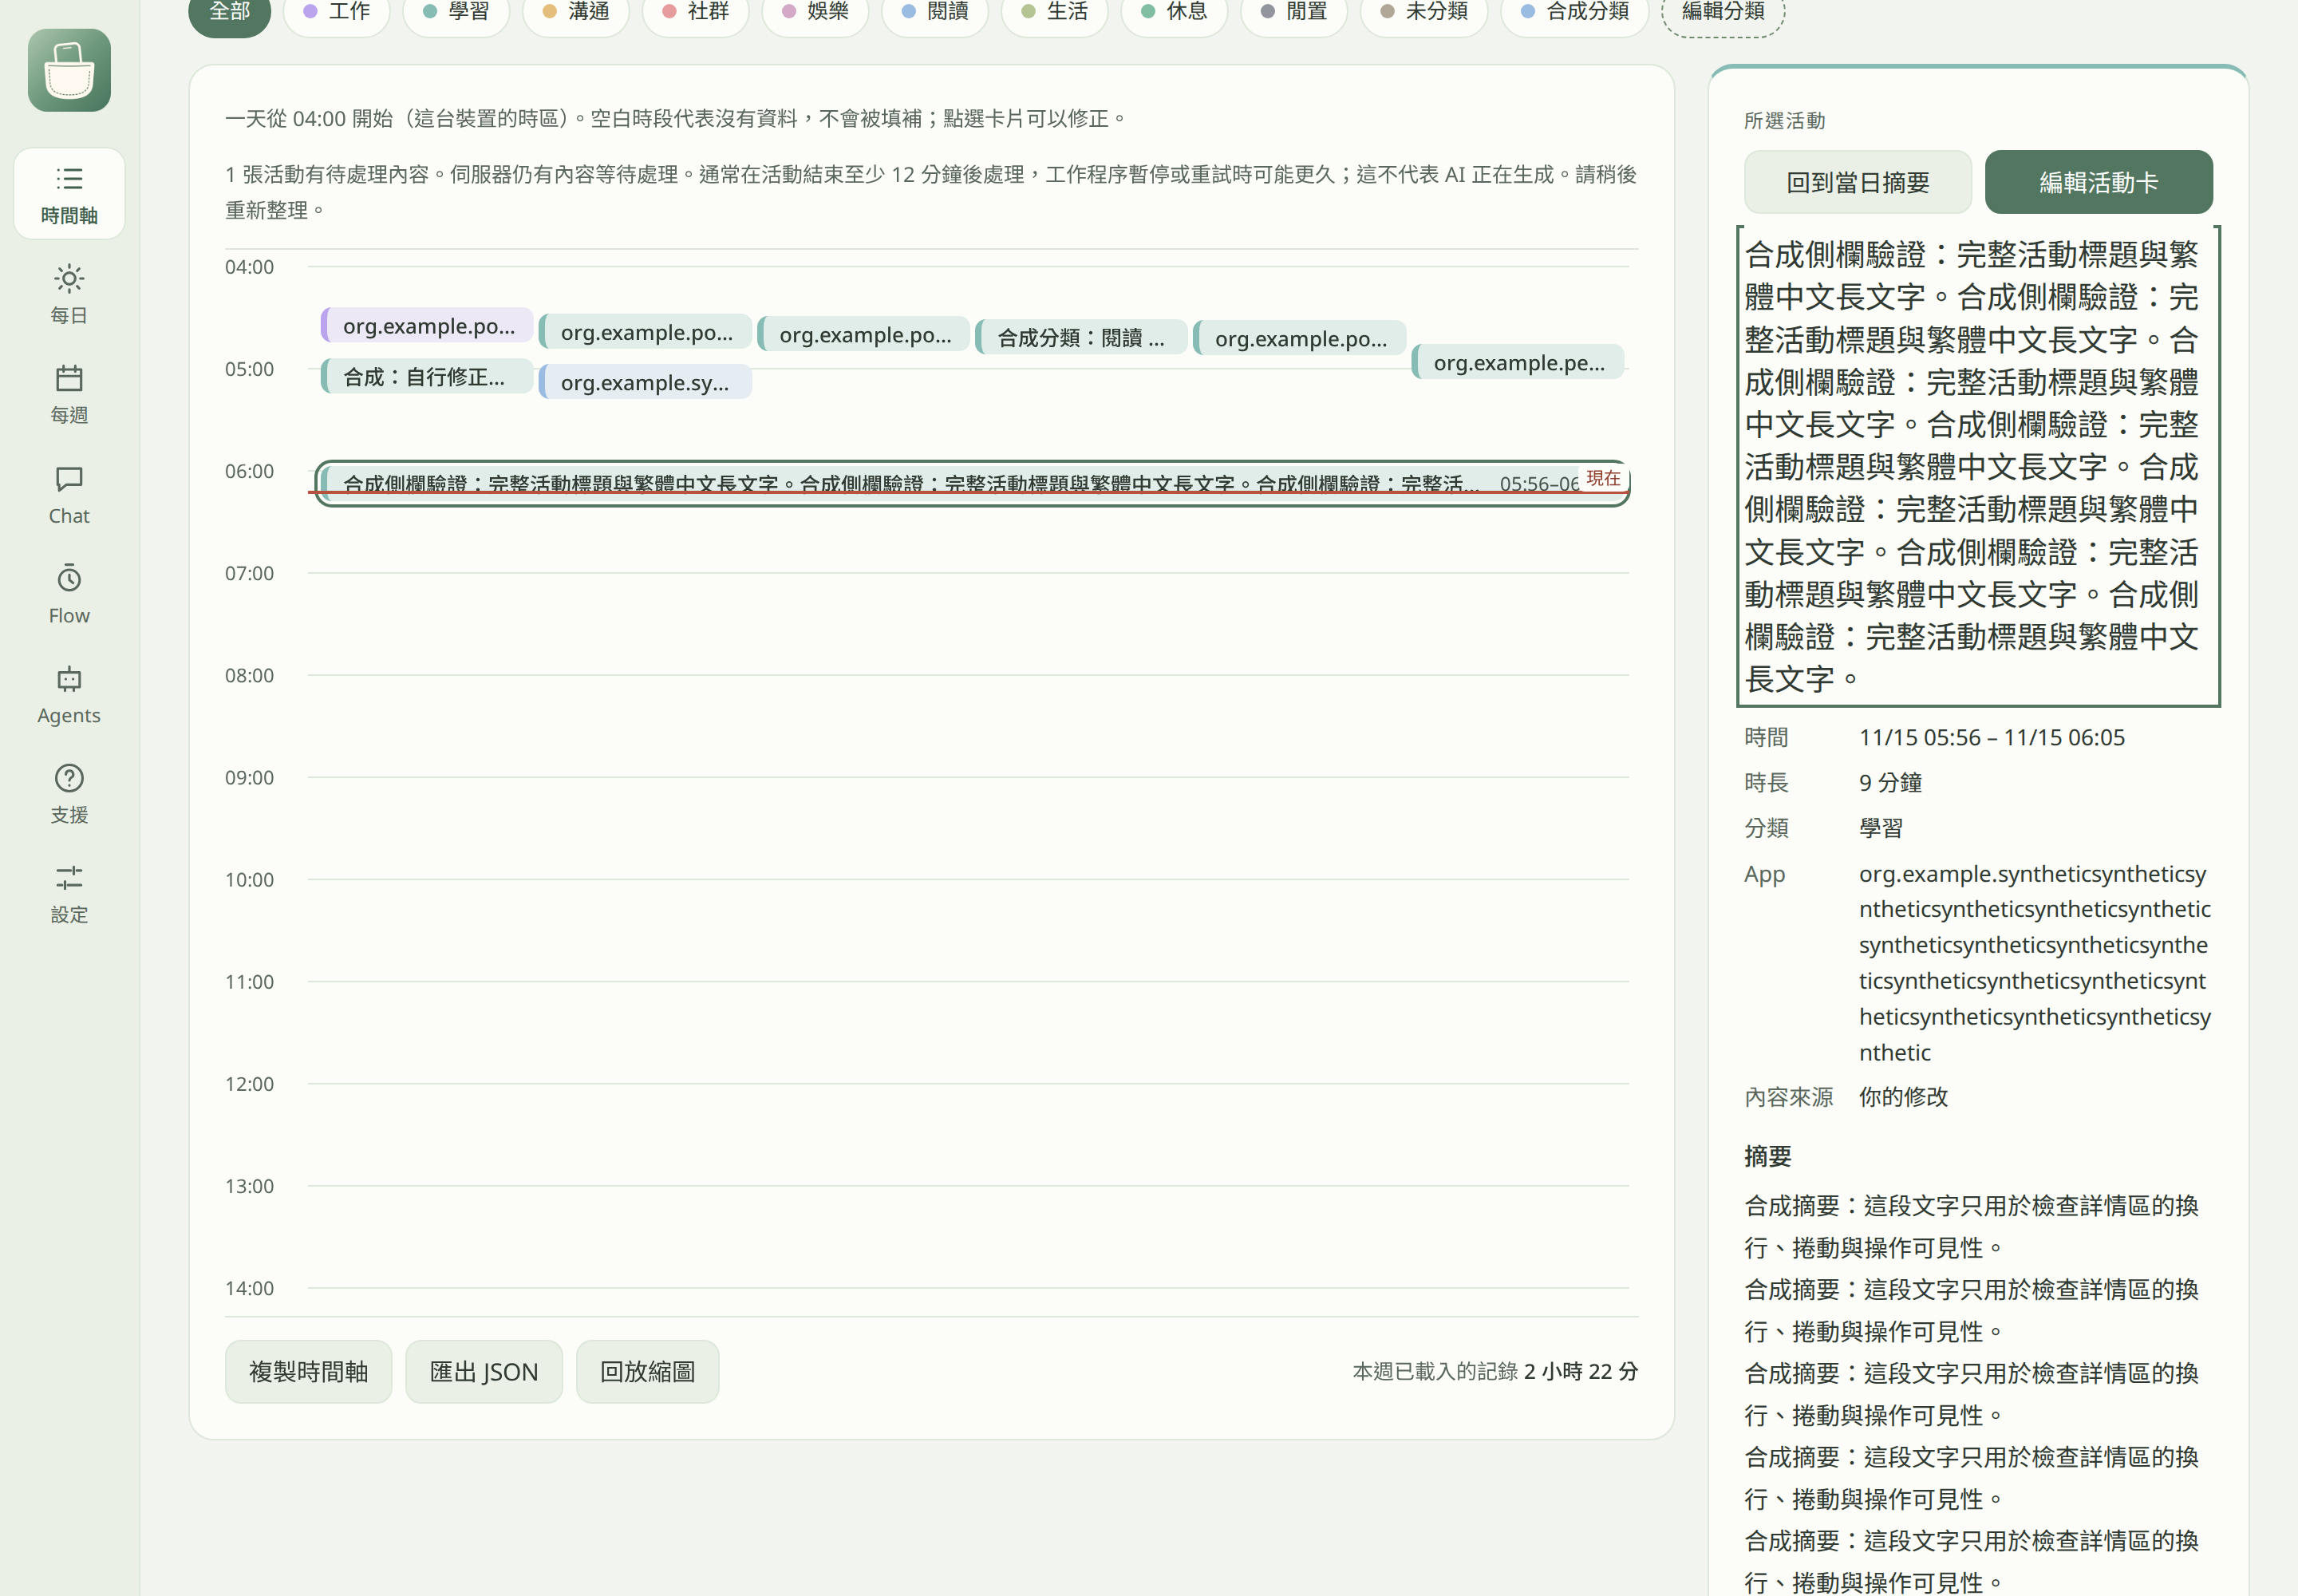 全部
工作
學習
溝通
社群
娛樂
閱讀
生活
休息
閒置
未分類
合成分類
編輯分類
時間軸
每日
每週
Chat
Flow
Agents
支援
設定
一天從 04:00 開始（這台裝置的時區）。空白時段代表沒有資料，不會被填補；點選卡片可以修正。
1 張活動有待處理內容。伺服器仍有內容等待處理。通常在活動結束至少 12 分鐘後處理，工作程序暫停或重試時可能更久；這不代表 AI 正在生成。請稍後
重新整理。
04:00
org.example.po...
org.example.po...
org.example.po...
合成分類：閱讀 ...
org.example.po...
org.example.pe...
05:00
合成：自行修正...
org.example.sy...
06:00
合成側欄驗證：完整活動標題與繁體中文長文字。合成側欄驗證：完整活動標題與繁體中文長文字。合成側欄驗證：完整活...
05:56–06
現在
07:00
08:00
09:00
10:00
11:00
12:00
13:00
14:00
複製時間軸
匯出 JSON
回放縮圖
本週已載入的記錄 2 小時 22 分
所選活動
回到當日摘要
編輯活動卡
合成側欄驗證：完整活動標題與繁
體中文長文字。合成側欄驗證：完
整活動標題與繁體中文長文字。合
成側欄驗證：完整活動標題與繁體
中文長文字。合成側欄驗證：完整
活動標題與繁體中文長文字。合成
側欄驗證：完整活動標題與繁體中
文長文字。合成側欄驗證：完整活
動標題與繁體中文長文字。合成側
欄驗證：完整活動標題與繁體中文
長文字。
時間 11/15 05:56 – 11/15 06:05
時長 9 分鐘
分類 學習
App org.example.syntheticsyntheticsy
ntheticsyntheticsyntheticsynthetic
syntheticsyntheticsyntheticsynthe
ticsyntheticsyntheticsyntheticsynt
heticsyntheticsyntheticsyntheticsy
nthetic
內容來源 你的修改
摘要
合成摘要：這段文字只用於檢查詳情區的換
行、捲動與操作可見性。
合成摘要：這段文字只用於檢查詳情區的換
行、捲動與操作可見性。
合成摘要：這段文字只用於檢查詳情區的換
行、捲動與操作可見性。
合成摘要：這段文字只用於檢查詳情區的換
行、捲動與操作可見性。
合成摘要：這段文字只用於檢查詳情區的換
行、捲動與操作可見性。